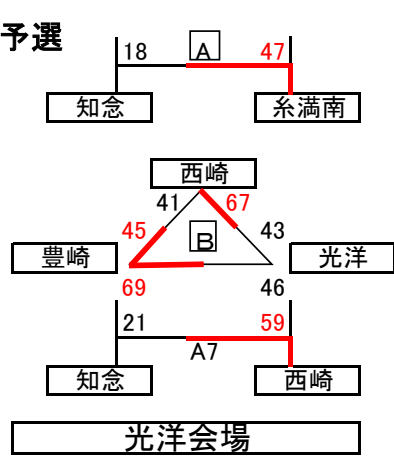 予選
18 A 47
知念 糸満南
西崎
41 67
45 B 43
豊崎 光洋
69 46
21 59
A7
知念 西崎
光洋会場